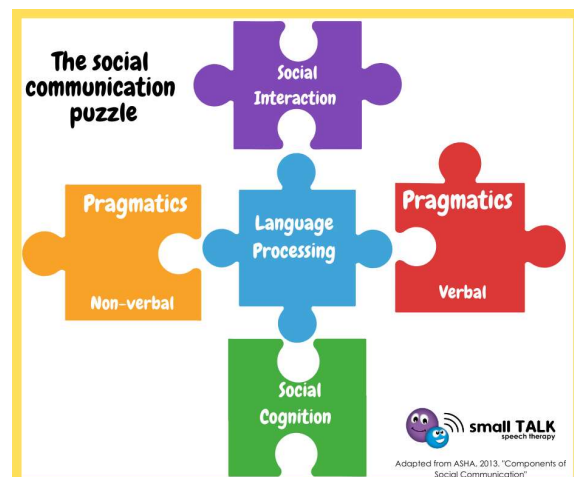 The social
communication
puzzle
Social
Interaction
Pragmatics
Non-verbal
Language
Processing
Pragmatics
Verbal
Social
Cognition
small TALK
speech therapy
Adapted from ASHA, 2013. "Components
of Social Communication"